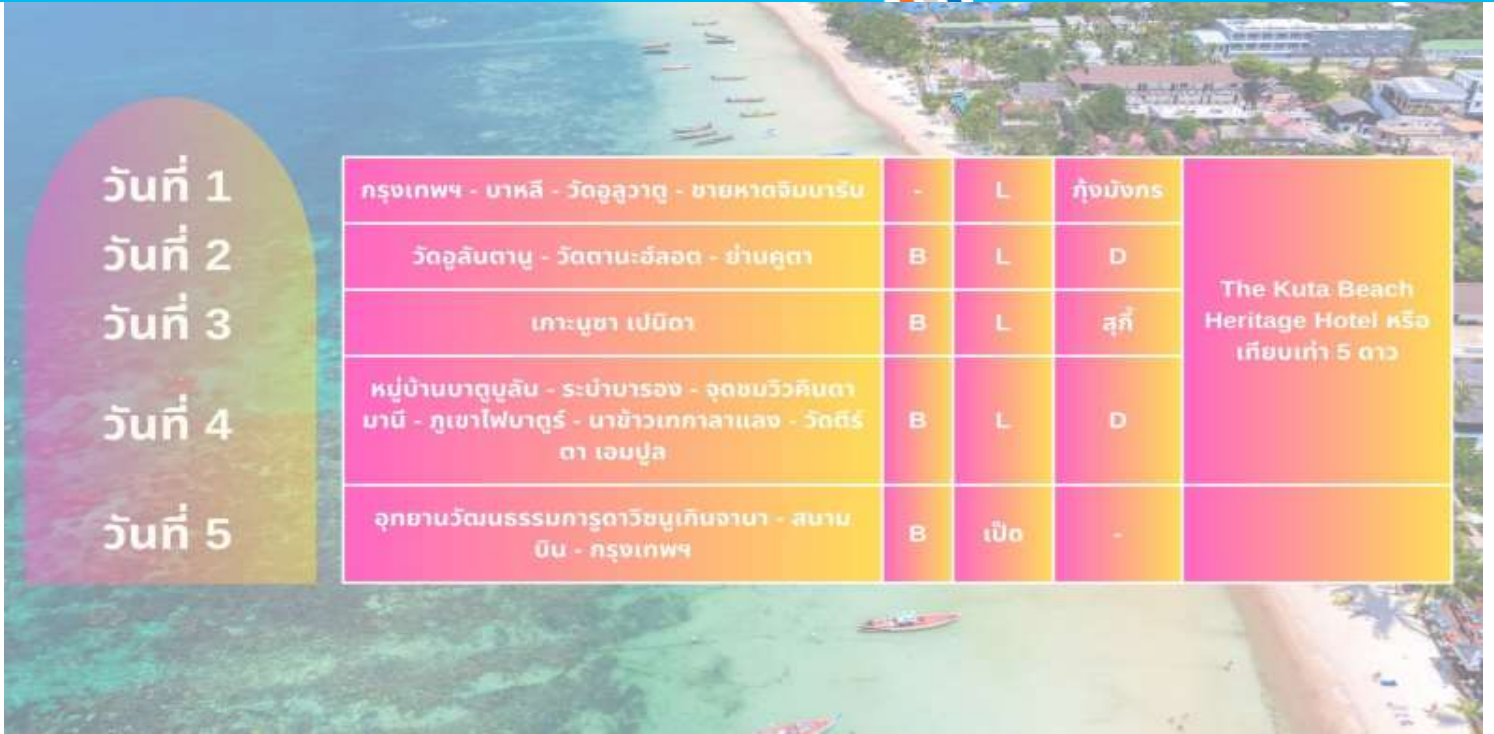 วันที่ 1
กรุงเทพฯ - บาหลี - วัดอูลูวาตู - ชายหาดจิมบารัน
-
L
กุ้งมังกร
วันที่ 2
วัดอูลันตานู - วัดตานะฮ์ลอต - ย่านคูตา
B
L
D
The Kuta Beach
Heritage Hotel หรือ
เทียบเท่า 5 ดาว
วันที่ 3
เกาะนูซา เปนิดา
B
L
สุกี้
วันที่ 4
หมู่บ้านบาตูบูลัน - ระบำบารอง - จุดชมวิวคินตา
มานี - ภูเขาไฟบาตูร์ - นาข้าวเทกาลาแลง - วัดตีร์
ตา เอมปูล
B
L
D
วันที่ 5
อุทยานวัฒนธรรมการูดาวิชนูเกินจานา - สนาม
บิน - กรุงเทพฯ
B
เป็ด
-